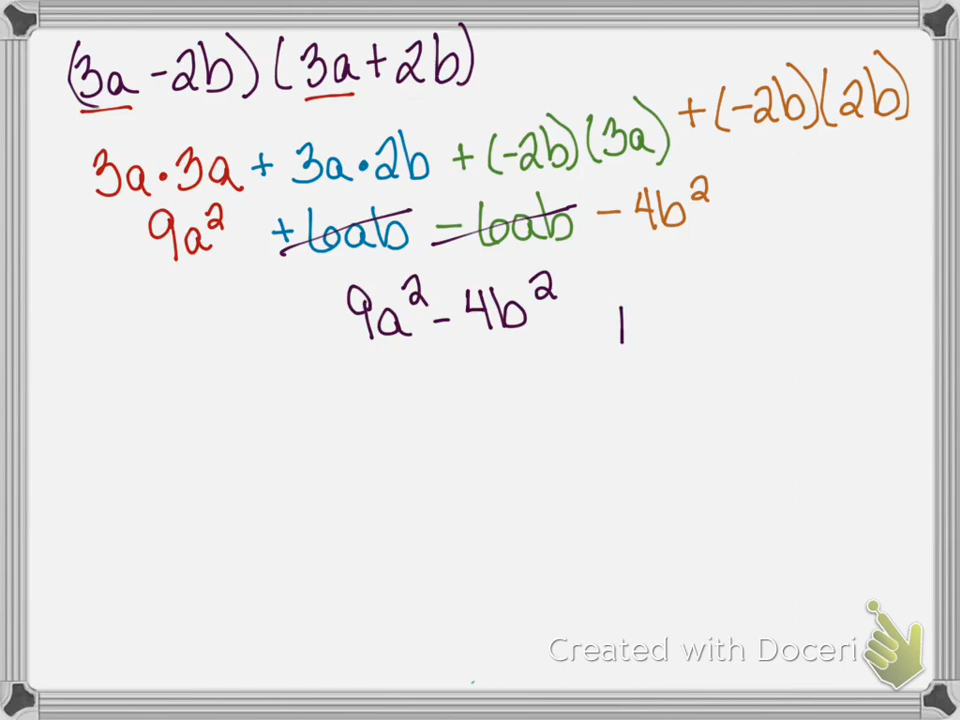 (3a - 2b) (3a + 2b)
3a · 3a + 3a · 2b + (-2b)(3a) + (-2b)(2b)
9a² + 6ab - 6ab - 4b²
9a² - 4b² |
Created with Doceri